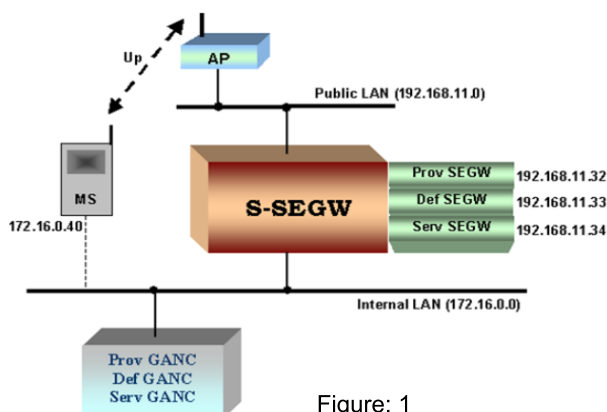 Up
AP
Public LAN (192.168.11.0)
MS
172.16.0.40
S-SEGW
Prov SEGW 192.168.11.32
Def SEGW 192.168.11.33
Serv SEGW 192.168.11.34
Internal LAN (172.16.0.0)
Prov GANC
Def GANC
Serv GANC
Figure: 1